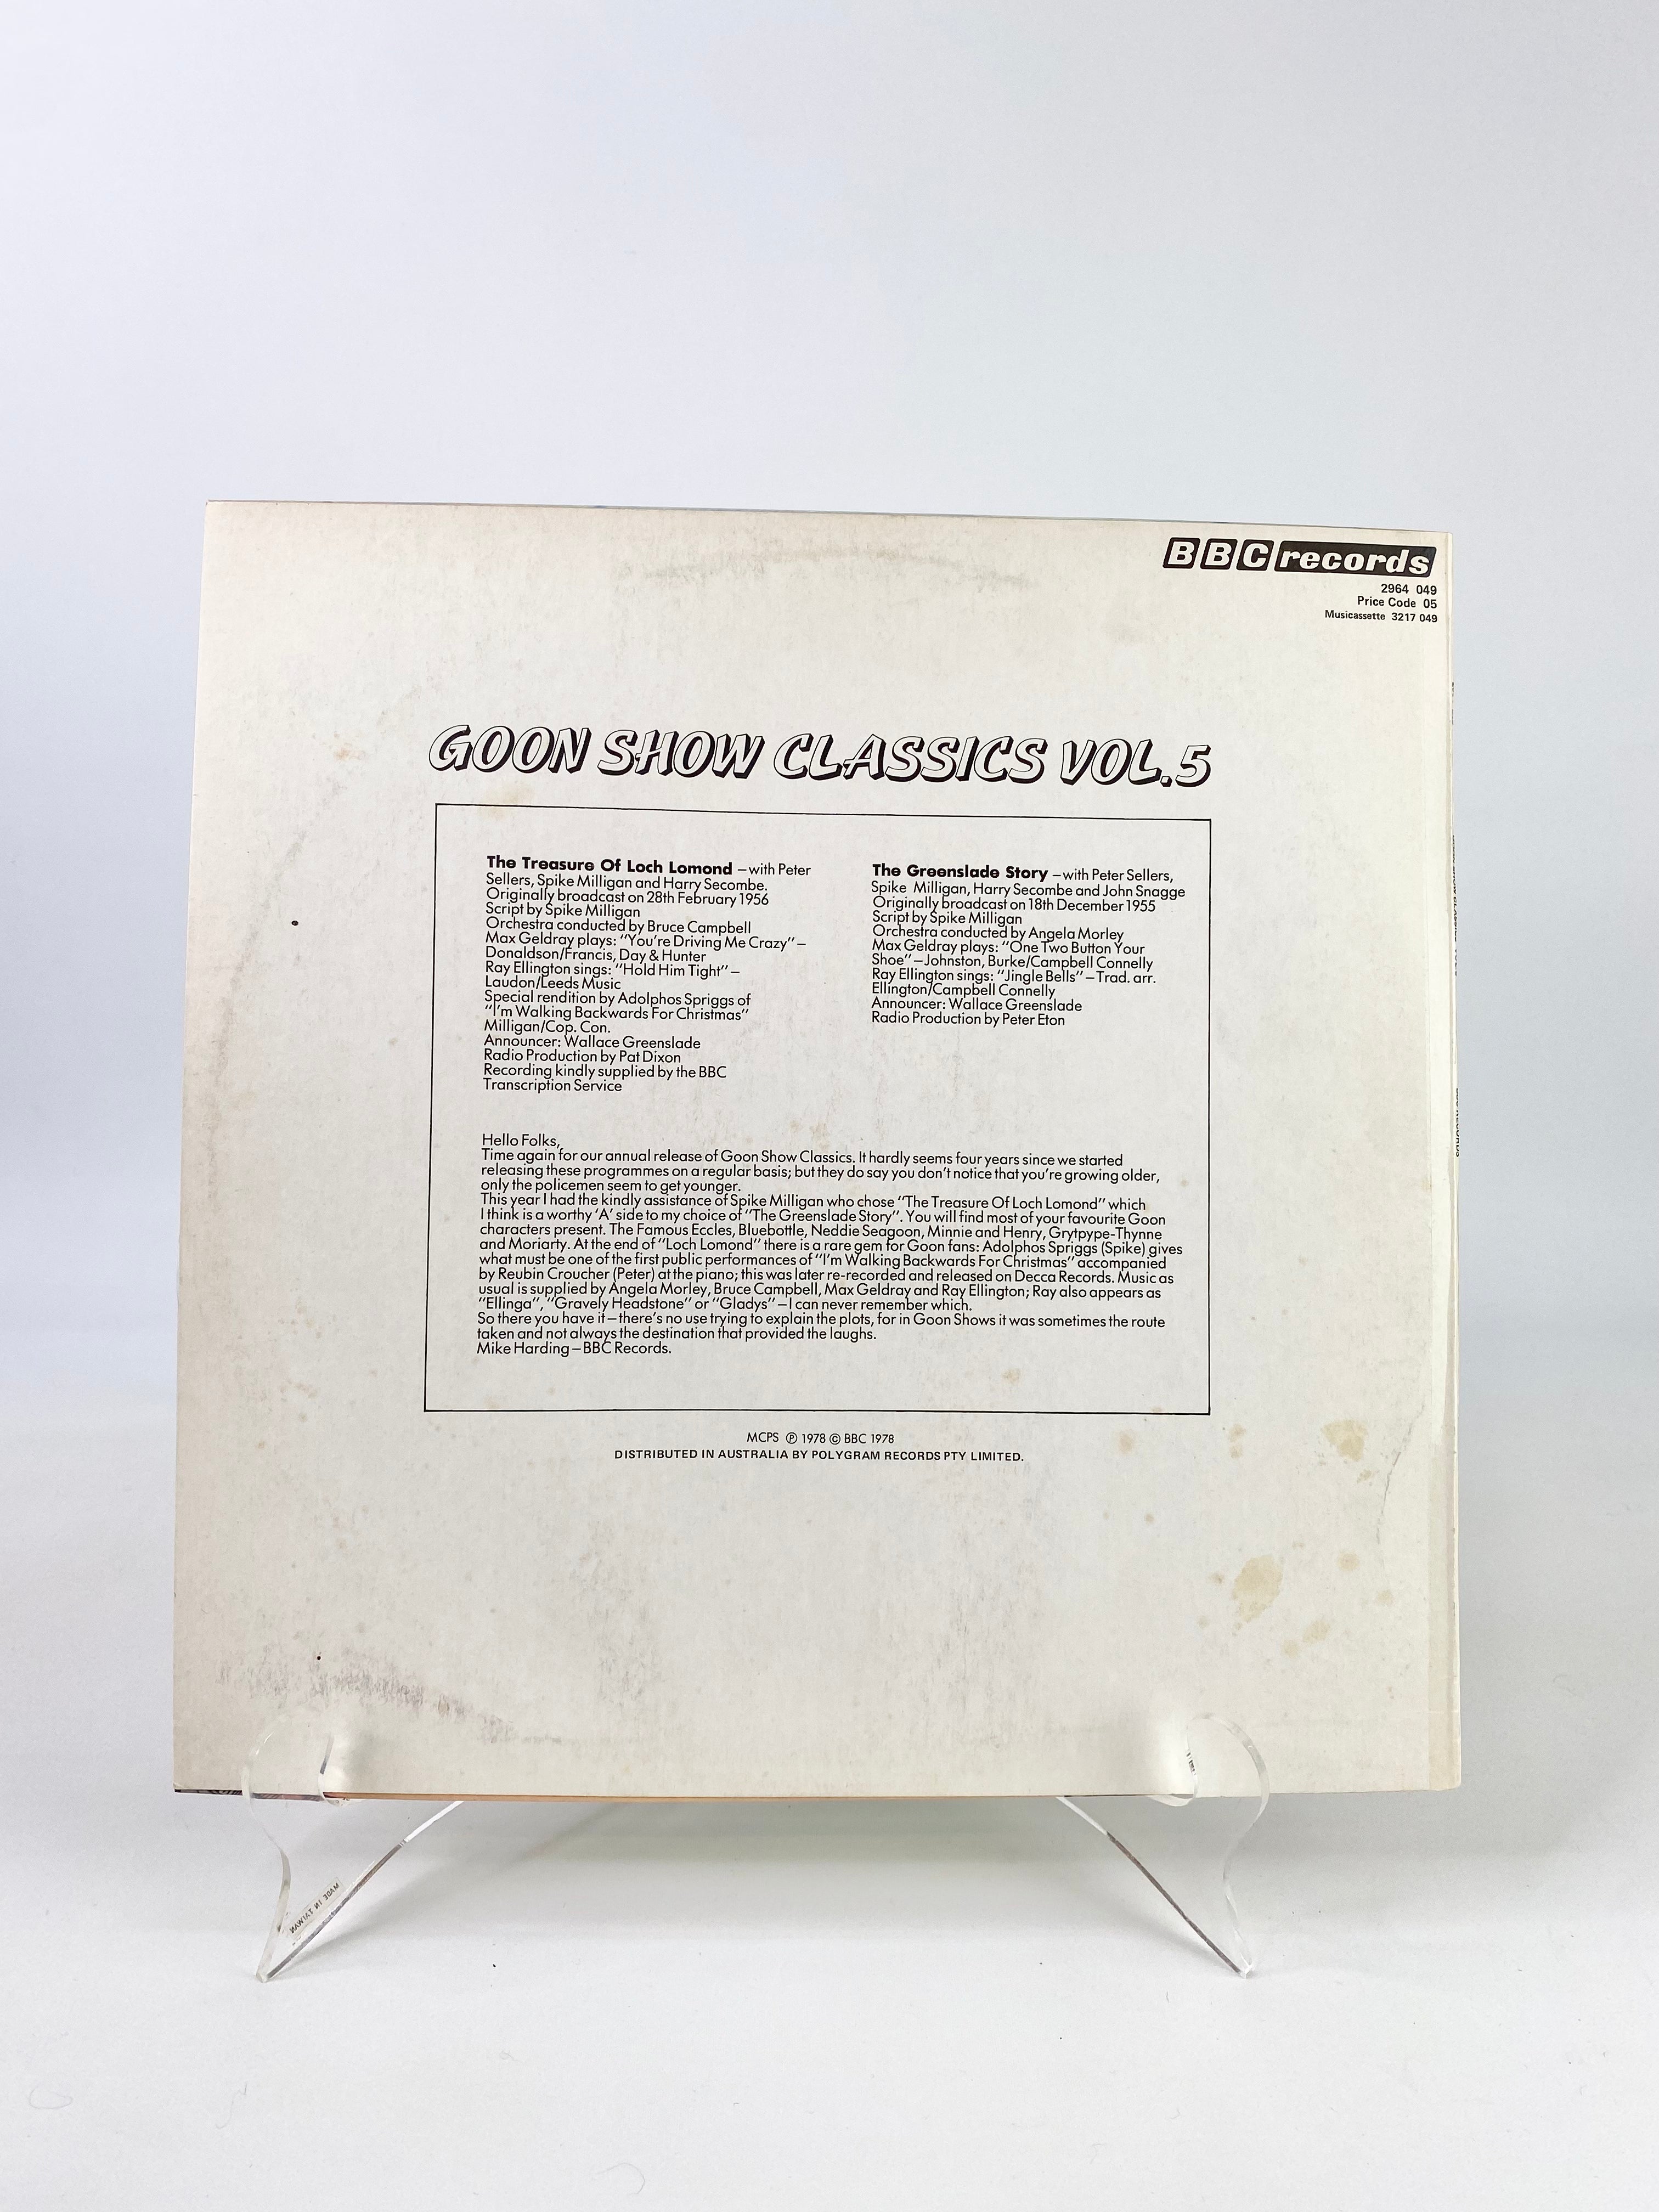 BBC records
2964 049
Price Code 05
Musicassette 3217 049
GOON SHOW CLASSICS VOL.5
The Treasure Of Loch Lomond – with Peter
Sellers, Spike Milligan and Harry Secombe.
Originally broadcast on 28th February 1956
Script by Spike Milligan
Orchestra conducted by Bruce Campbell
Max Geldray plays: "You're Driving Me Crazy" –
Donaldson/Francis, Day & Hunter
Ray Ellington sings: "Hold Him Tight" –
Laudon/Leeds Music
Special rendition by Adolphos Spriggs of
"I'm Walking Backwards For Christmas"
Milligan/Cop. Con.
Announcer: Wallace Greenslade
Radio Production by Pat Dixon
Recording kindly supplied by the BBC
Transcription Service
The Greenslade Story – with Peter Sellers,
Spike Milligan, Harry Secombe and John Snagge
Originally broadcast on 18th December 1955
Script by Spike Milligan
Orchestra conducted by Angela Morley
Max Geldray plays: "One Two Button Your
Shoe" – Johnston, Burke/Campbell Connelly
Ray Ellington sings: "Jingle Bells" – Trad. arr.
Ellington/Campbell Connelly
Announcer: Wallace Greenslade
Radio Production by Peter Eton
Hello Folks,
Time again for our annual release of Goon Show Classics. It hardly seems four years since we started
releasing these programmes on a regular basis; but they do say you don't notice that you're growing older,
only the policemen seem to get younger.
This year I had the kindly assistance of Spike Milligan who chose "The Treasure Of Loch Lomond" which
I think is a worthy 'A' side to my choice of "The Greenslade Story". You will find most of your favourite Goon
characters present. The Famous Eccles, Bluebottle, Neddie Seagoon, Minnie and Henry, Grytpype-Thynne
and Moriarty. At the end of "Loch Lomond" there is a rare gem for Goon fans: Adolphos Spriggs (Spike) gives
what must be one of the first public performances of "I'm Walking Backwards For Christmas" accompanied
by Reubin Croucher (Peter) at the piano; this was later re-recorded and released on Decca Records. Music as
usual is supplied by Angela Morley, Bruce Campbell, Max Geldray and Ray Ellington; Ray also appears as
"Ellinga", "Gravely Headstone" or "Gladys" – I can never remember which.
So there you have it – there's no use trying to explain the plots, for in Goon Shows it was sometimes the route
taken and not always the destination that provided the laughs.
Mike Harding – BBC Records.
MCPS ℗ 1978 © BBC 1978
DISTRIBUTED IN AUSTRALIA BY POLYGRAM RECORDS PTY LIMITED.
MADE IN TAIWAN